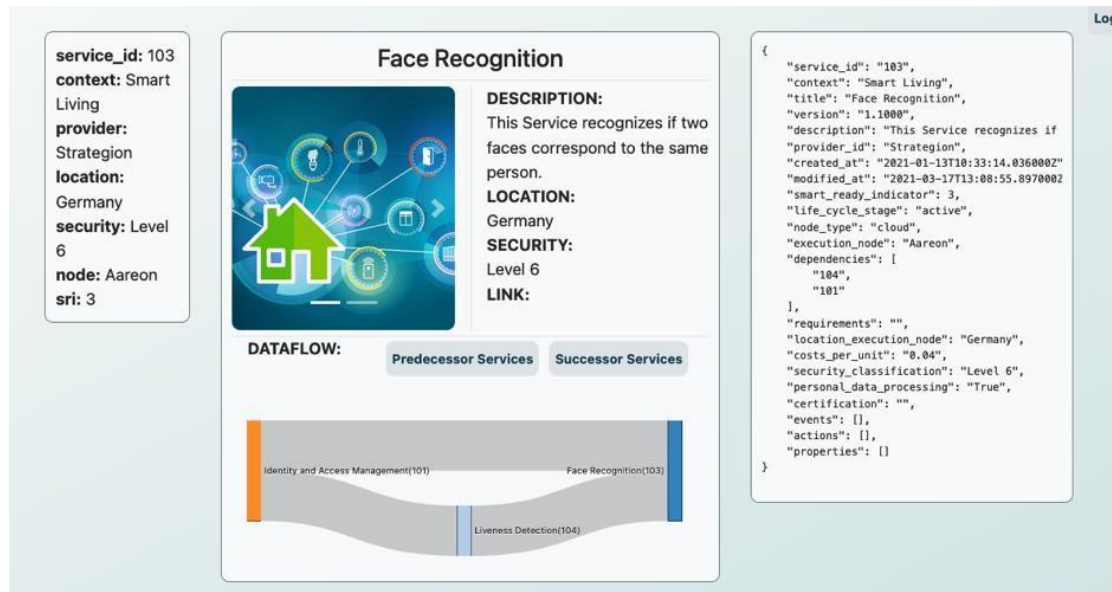 Log
service_id: 103
context: Smart
Living
provider:
Strategion
location:
Germany
security: Level
6
node: Aareon
sri: 3
Face Recognition
DESCRIPTION:
This Service recognizes if two
faces correspond to the same
person.
LOCATION:
Germany
SECURITY:
Level 6
LINK:
DATAFLOW:
Predecessor Services
Successor Services
Identity and Access Management(101)
Face Recognition(103)
Liveness Detection(104)
{
"service_id": "103",
"context": "Smart Living",
"title": "Face Recognition",
"version": "1.1000",
"description": "This Service recognizes if
"provider_id": "Strategion",
"created_at": "2021-01-13T10:33:14.036000Z"
"modified_at": "2021-03-17T13:08:55.897000Z
"smart_ready_indicator": 3,
"life_cycle_stage": "active",
"node_type": "cloud",
"execution_node": "Aareon",
"dependencies": [
"104",
"101"
],
"requirements": "",
"location_execution_node": "Germany",
"costs_per_unit": "0.04",
"security_classification": "Level 6",
"personal_data_processing": "True",
"certification": "",
"events": [],
"actions": [],
"properties": []
}